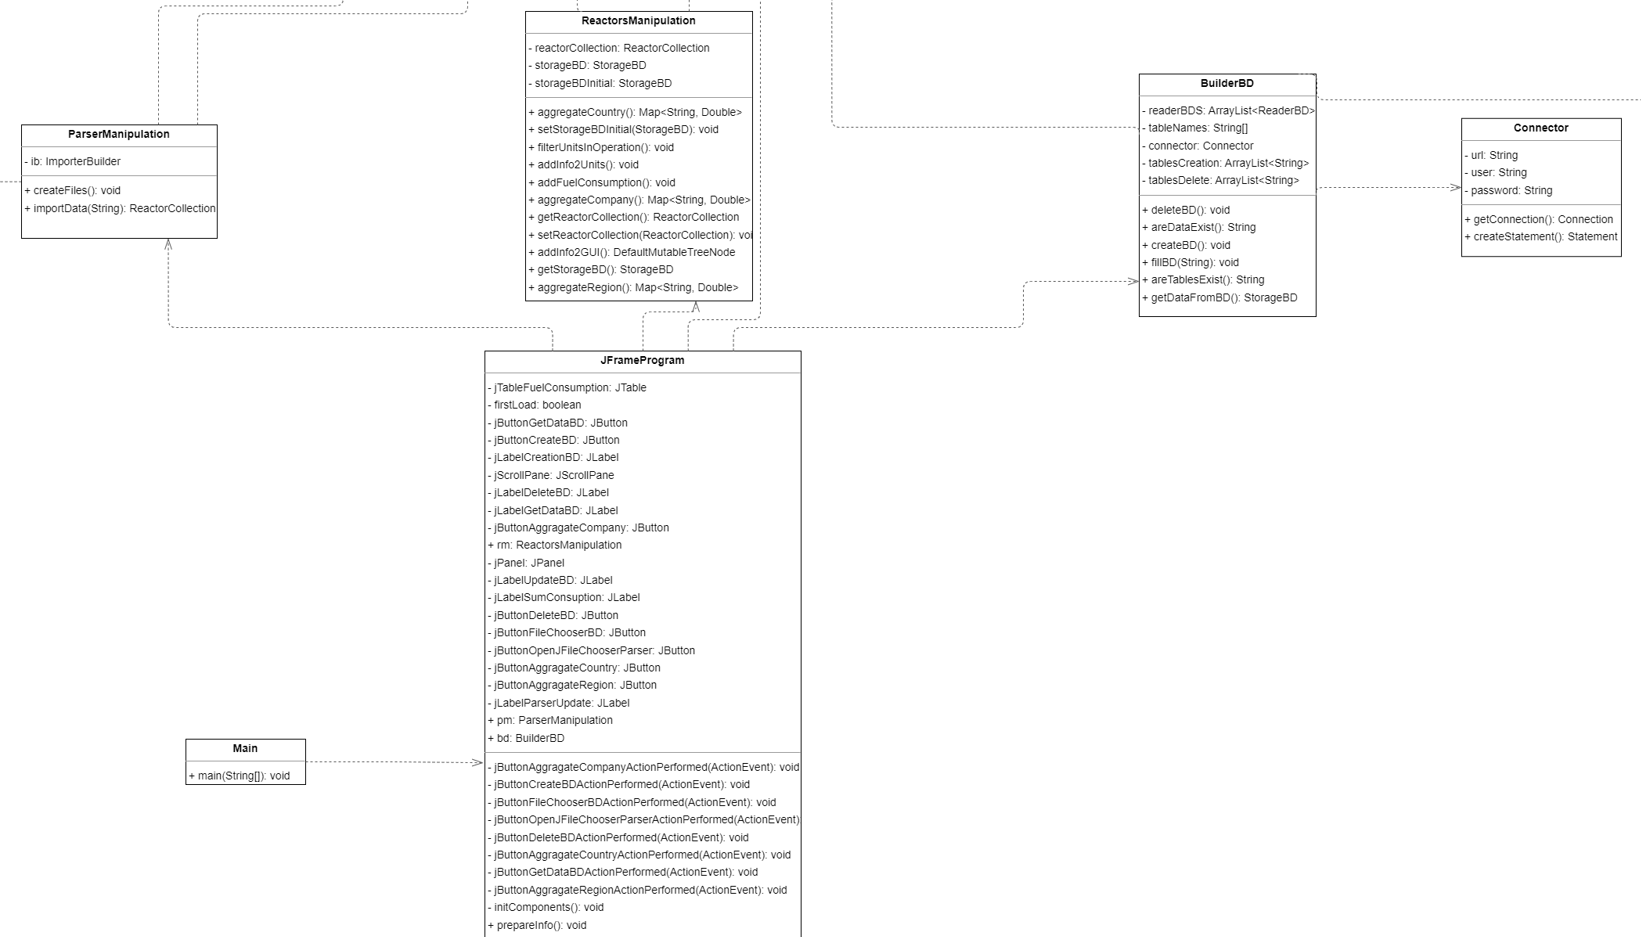 ReactorsManipulation
- reactorCollection: ReactorCollection
- storageBD: StorageBD
- storageBDInitial: StorageBD
+ aggregateCountry(): Map<String, Double>
+ setStorageBDInitial(StorageBD): void
+ filterUnitsInOperation(): void
+ addInfo2Units(): void
+ addFuelConsumption(): void
+ aggregateCompany(): Map<String, Double>
+ getReactorCollection(): ReactorCollection
+ setReactorCollection(ReactorCollection): voi
+ addInfo2GUI(): DefaultMutableTreeNode
+ getStorageBD(): StorageBD
+ aggregateRegion(): Map<String, Double>
BuilderBD
- readerBDS: ArrayList<ReaderBD>
- tableNames: String[]
- connector: Connector
- tablesCreation: ArrayList<String>
- tablesDelete: ArrayList<String>
+ deleteBD(): void
+ areDataExist(): String
+ createBD(): void
+ fillBD(String): void
+ areTablesExist(): String
+ getDataFromBD(): StorageBD
Connector
- url: String
- user: String
- password: String
+ getConnection(): Connection
+ createStatement(): Statement
ParserManipulation
- ib: ImporterBuilder
+ createFiles(): void
+ importData(String): ReactorCollection
JFrameProgram
- jTableFuelConsumption: JTable
- firstLoad: boolean
- jButtonGetDataBD: JButton
- jButtonCreateBD: JButton
- jLabelCreationBD: JLabel
- jScrollPane: JScrollPane
- jLabelDeleteBD: JLabel
- jLabelGetDataBD: JLabel
- jButtonAggragateCompany: JButton
+ rm: ReactorsManipulation
- jPanel: JPanel
- jLabelUpdateBD: JLabel
- jLabelSumConsuption: JLabel
- jButtonDeleteBD: JButton
- jButtonFileChooserBD: JButton
- jButtonOpenJFileChooserParser: JButton
- jButtonAggragateCountry: JButton
- jButtonAggragateRegion: JButton
- jLabelParserUpdate: JLabel
+ pm: ParserManipulation
+ bd: BuilderBD
- jButtonAggragateCompanyActionPerformed(ActionEvent): void
- jButtonCreateBDActionPerformed(ActionEvent): void
- jButtonFileChooserBDActionPerformed(ActionEvent): void
- jButtonOpenJFileChooserParserActionPerformed(ActionEvent):
- jButtonDeleteBDActionPerformed(ActionEvent): void
- jButtonAggragateCountryActionPerformed(ActionEvent): void
- jButtonGetDataBDActionPerformed(ActionEvent): void
- jButtonAggragateRegionActionPerformed(ActionEvent): void
- initComponents(): void
+ prepareInfo(): void
Main
+ main(String[]): void